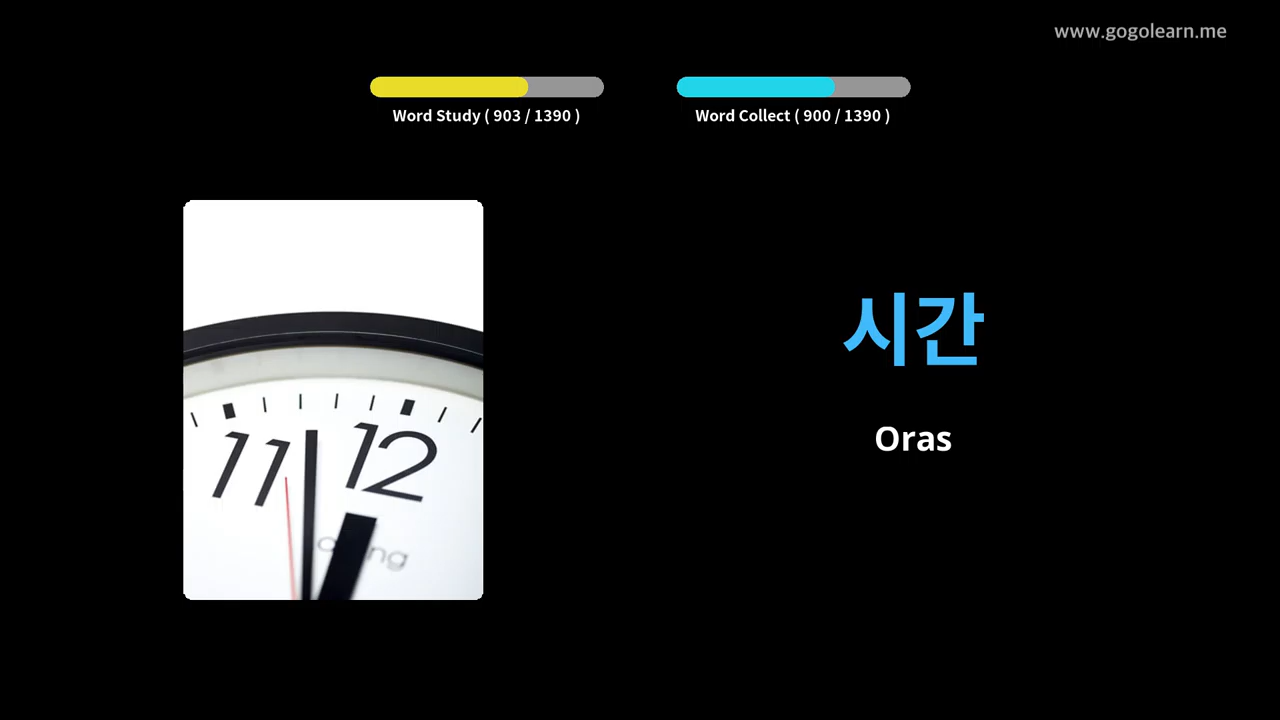 www.gogolearn.me
Word Study ( 903 / 1390 )
Word Collect ( 900 / 1390 )
11 12
시간
Oras